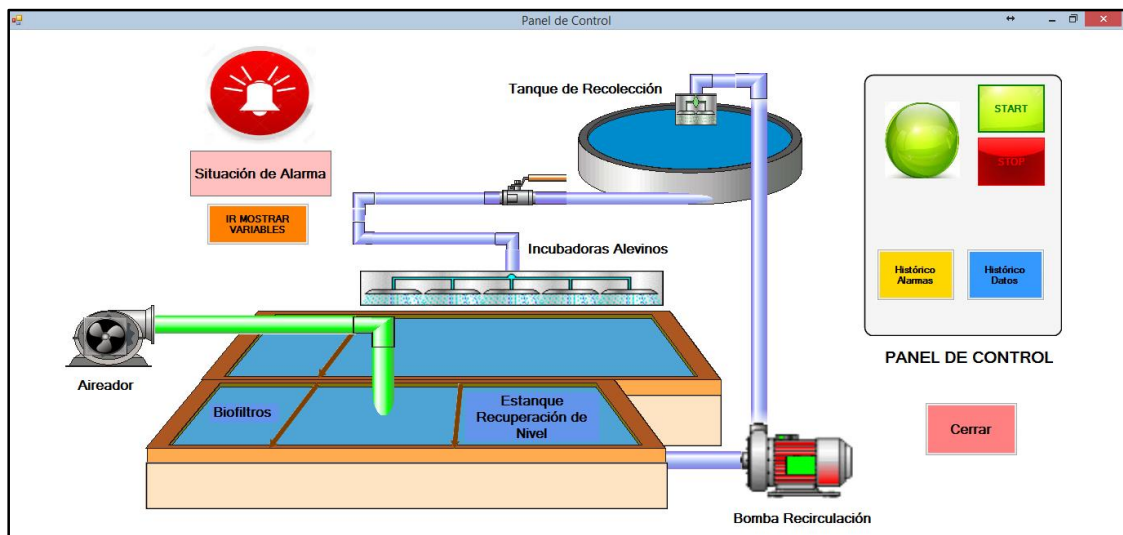 Panel de Control
Tanque de Recolección
START
STOP
Situación de Alarma
IR MOSTRAR
VARIABLES
Incubadoras Alevinos
Histórico
Alarmas
Histórico
Datos
PANEL DE CONTROL
Aireador
Biofiltros
Estanque
Recuperación de
Nivel
Cerrar
Bomba Recirculación